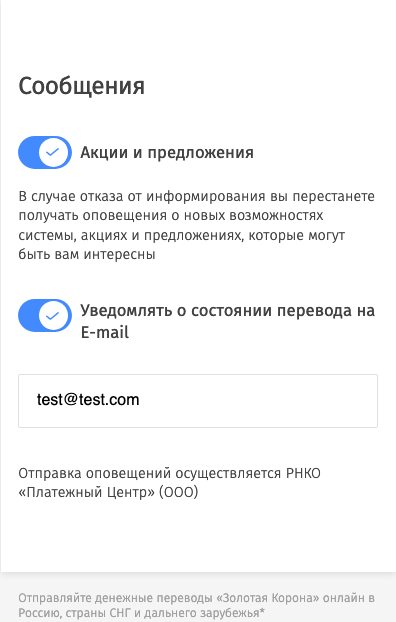 Сообщения
Акции и предложения
В случае отказа от информирования вы перестанете
получать оповещения о новых возможностях
системы, акциях и предложениях, которые могут
быть вам интересны
Уведомлять о состоянии перевода на
E-mail
test@test.com
Отправка оповещений осуществляется РНКО
«Платежный Центр» (ООО)
Отправляйте денежные переводы «Золотая Корона» онлайн в
Россию, страны СНГ и дальнего зарубежья*